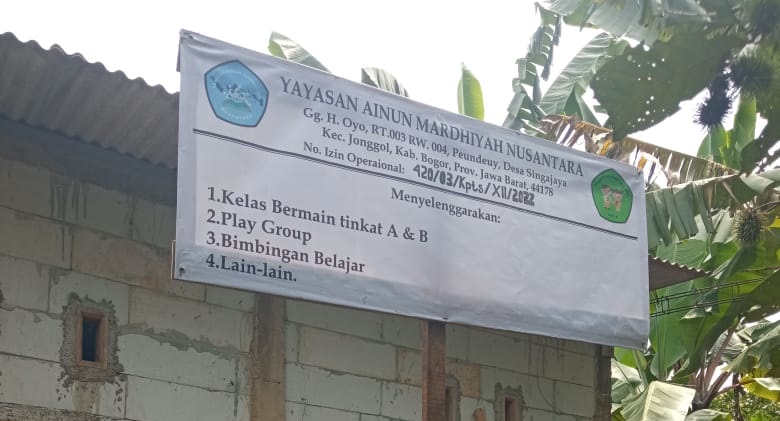 YAYASAN AINUN MARDHIYAH NUSANTARA
Gg. H. Oyo, RT.003 RW. 004, Peundeuy, Desa Singajaya
Kec. Jonggol, Kab. Bogor, Prov. Jawa Barat, 44178
No. Izin Operaional: 420/03/Kpts/XII/2022
Menyelenggarakan:
1.Kelas Bermain tinkat A & B
2.Play Group
3.Bimbingan Belajar
4.Lain-lain.